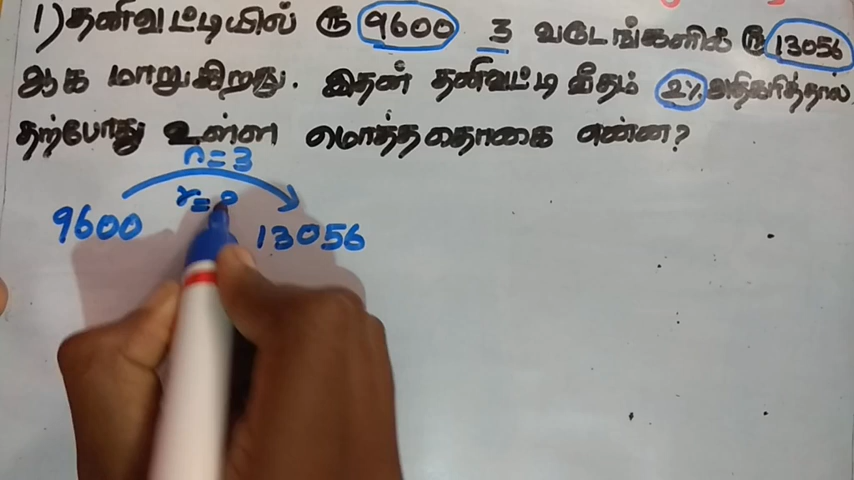 1) தனிவட்டியில் ரூ 9600 3 வருடங்களில் ரூ 13056
ஆக மாறுகிறது. இதன் தனிவட்டி வீதம் 2% அதிகரித்தால்
தற்போது உள்ள மொத்த தொகை என்ன?
n=3
r=
9600 13056